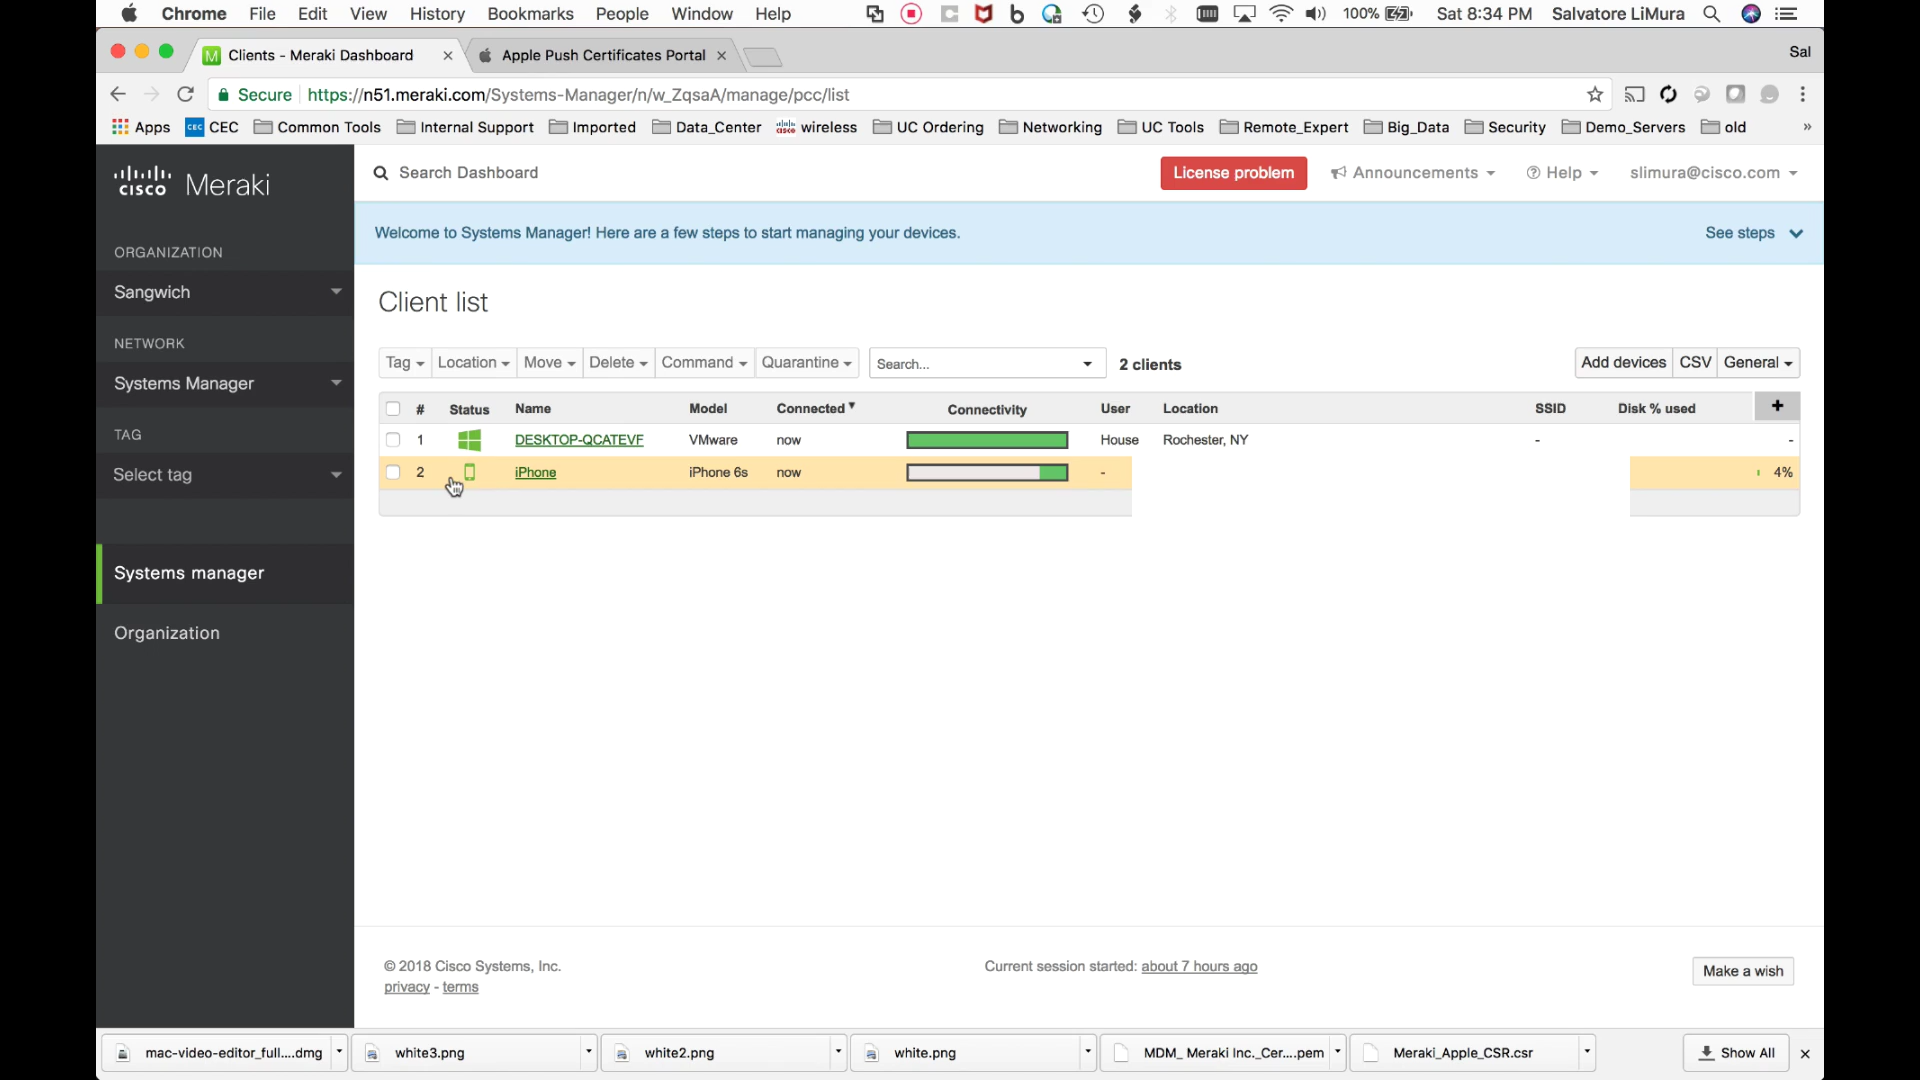 Chrome File Edit View History Bookmarks People Window Help 100% Sat 8:34 PM Salvatore LiMura
Clients - Meraki Dashboard Apple Push Certificates Portal Sal
Secure https://n51.meraki.com/Systems-Manager/n/w_ZqsaA/manage/pcc/list
Apps CEC CEC Common Tools Internal Support Imported Data_Center wireless UC Ordering Networking UC Tools Remote_Expert Big_Data Security Demo_Servers old »
cisco Meraki
Search Dashboard License problem Announcements Help slimura@cisco.com
Welcome to Systems Manager! Here are a few steps to start managing your devices. See steps
ORGANIZATION
Sangwich
NETWORK
Systems Manager
TAG
Select tag
Systems manager
Organization
Client list
Tag Location Move Delete Command Quarantine Search... 2 clients Add devices CSV General
# Status Name Model Connected Connectivity User Location SSID Disk % used +
1 DESKTOP-QCATEVF VMware now House Rochester, NY - -
2 iPhone iPhone 6s now - 4%
© 2018 Cisco Systems, Inc.
privacy - terms
Current session started: about 7 hours ago
Make a wish
mac-video-editor_full....dmg white3.png white2.png white.png MDM_ Meraki Inc._Cer....pem Meraki_Apple_CSR.csr Show All